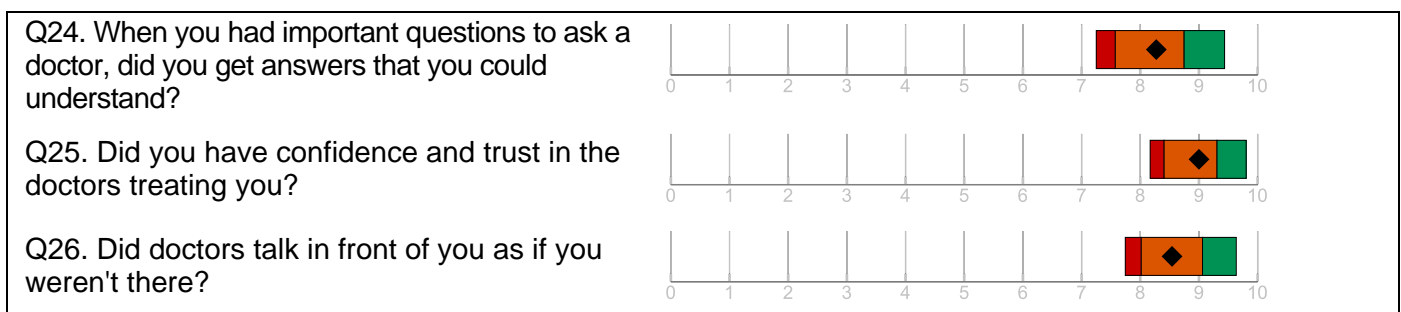 Q24. When you had important questions to ask a
doctor, did you get answers that you could
understand?
0 1 2 3 4 5 6 7 8 9 10
Q25. Did you have confidence and trust in the
doctors treating you?
0 1 2 3 4 5 6 7 8 9 10
Q26. Did doctors talk in front of you as if you
weren't there?
0 1 2 3 4 5 6 7 8 9 10